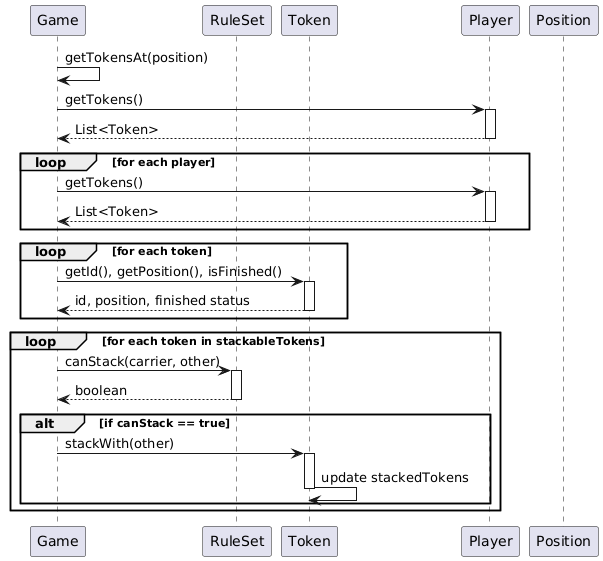 Game RuleSet Token Player Position
getTokensAt(position)
getTokens()
List<Token>
loop [for each player]
getTokens()
List<Token>
loop [for each token]
getId(), getPosition(), isFinished()
id, position, finished status
loop [for each token in stackableTokens]
canStack(carrier, other)
boolean
alt [if canStack == true]
stackWith(other)
update stackedTokens
Game RuleSet Token Player Position